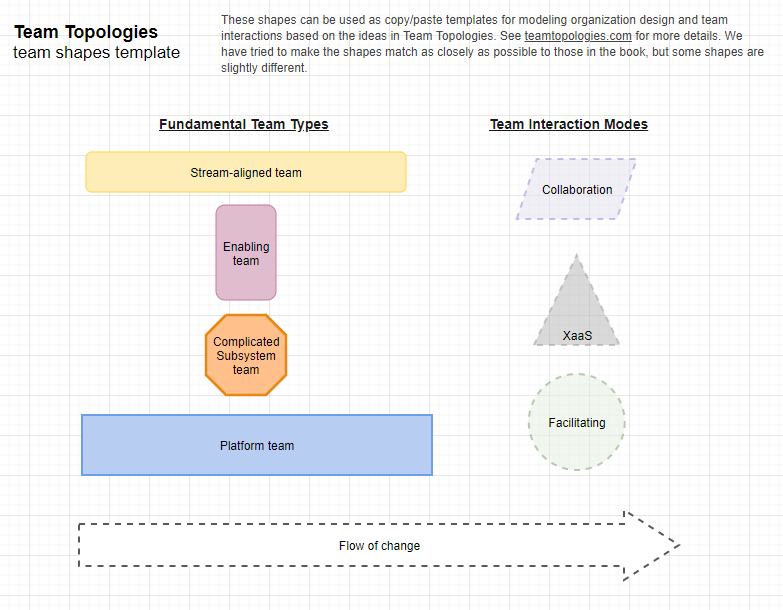 Team Topologies
team shapes template
These shapes can be used as copy/paste templates for modeling organization design and team
interactions based on the ideas in Team Topologies. See teamtopologies.com for more details. We
have tried to make the shapes match as closely as possible to those in the book, but some shapes are
slightly different.
Fundamental Team Types
Stream-aligned team
Enabling
team
Complicated
Subsystem
team
Platform team
Team Interaction Modes
Collaboration
XaaS
Facilitating
Flow of change